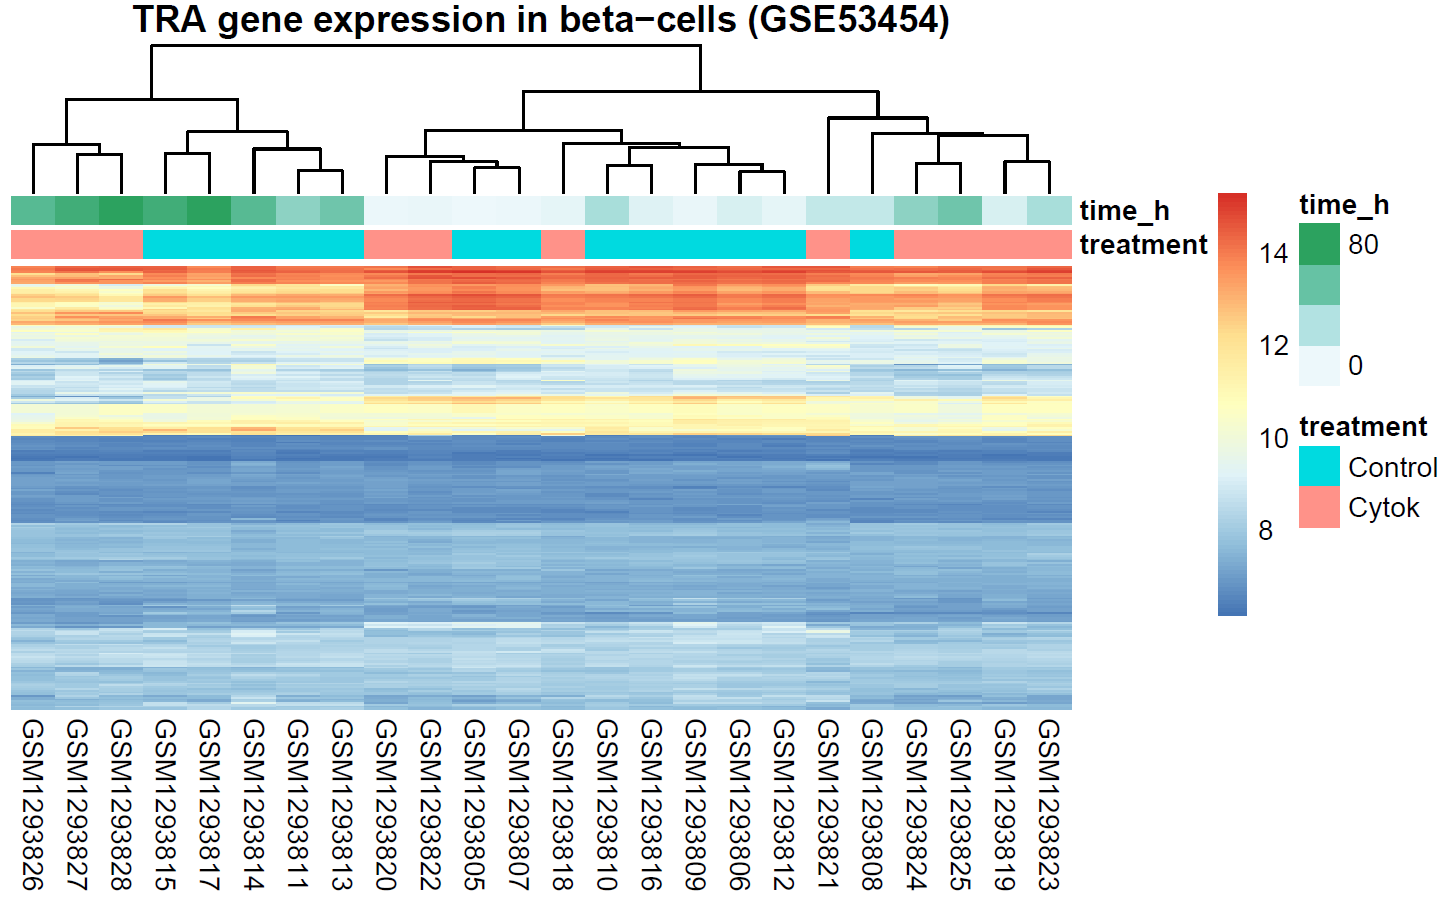 TRA gene expression in beta−cells (GSE53454)
time_h
treatment
14
12
10
8
time_h
80
0
treatment
Control
Cytok
GSM1293826
GSM1293827
GSM1293828
GSM1293815
GSM1293817
GSM1293814
GSM1293811
GSM1293813
GSM1293820
GSM1293822
GSM1293805
GSM1293807
GSM1293818
GSM1293810
GSM1293816
GSM1293809
GSM1293806
GSM1293812
GSM1293821
GSM1293808
GSM1293824
GSM1293825
GSM1293819
GSM1293823